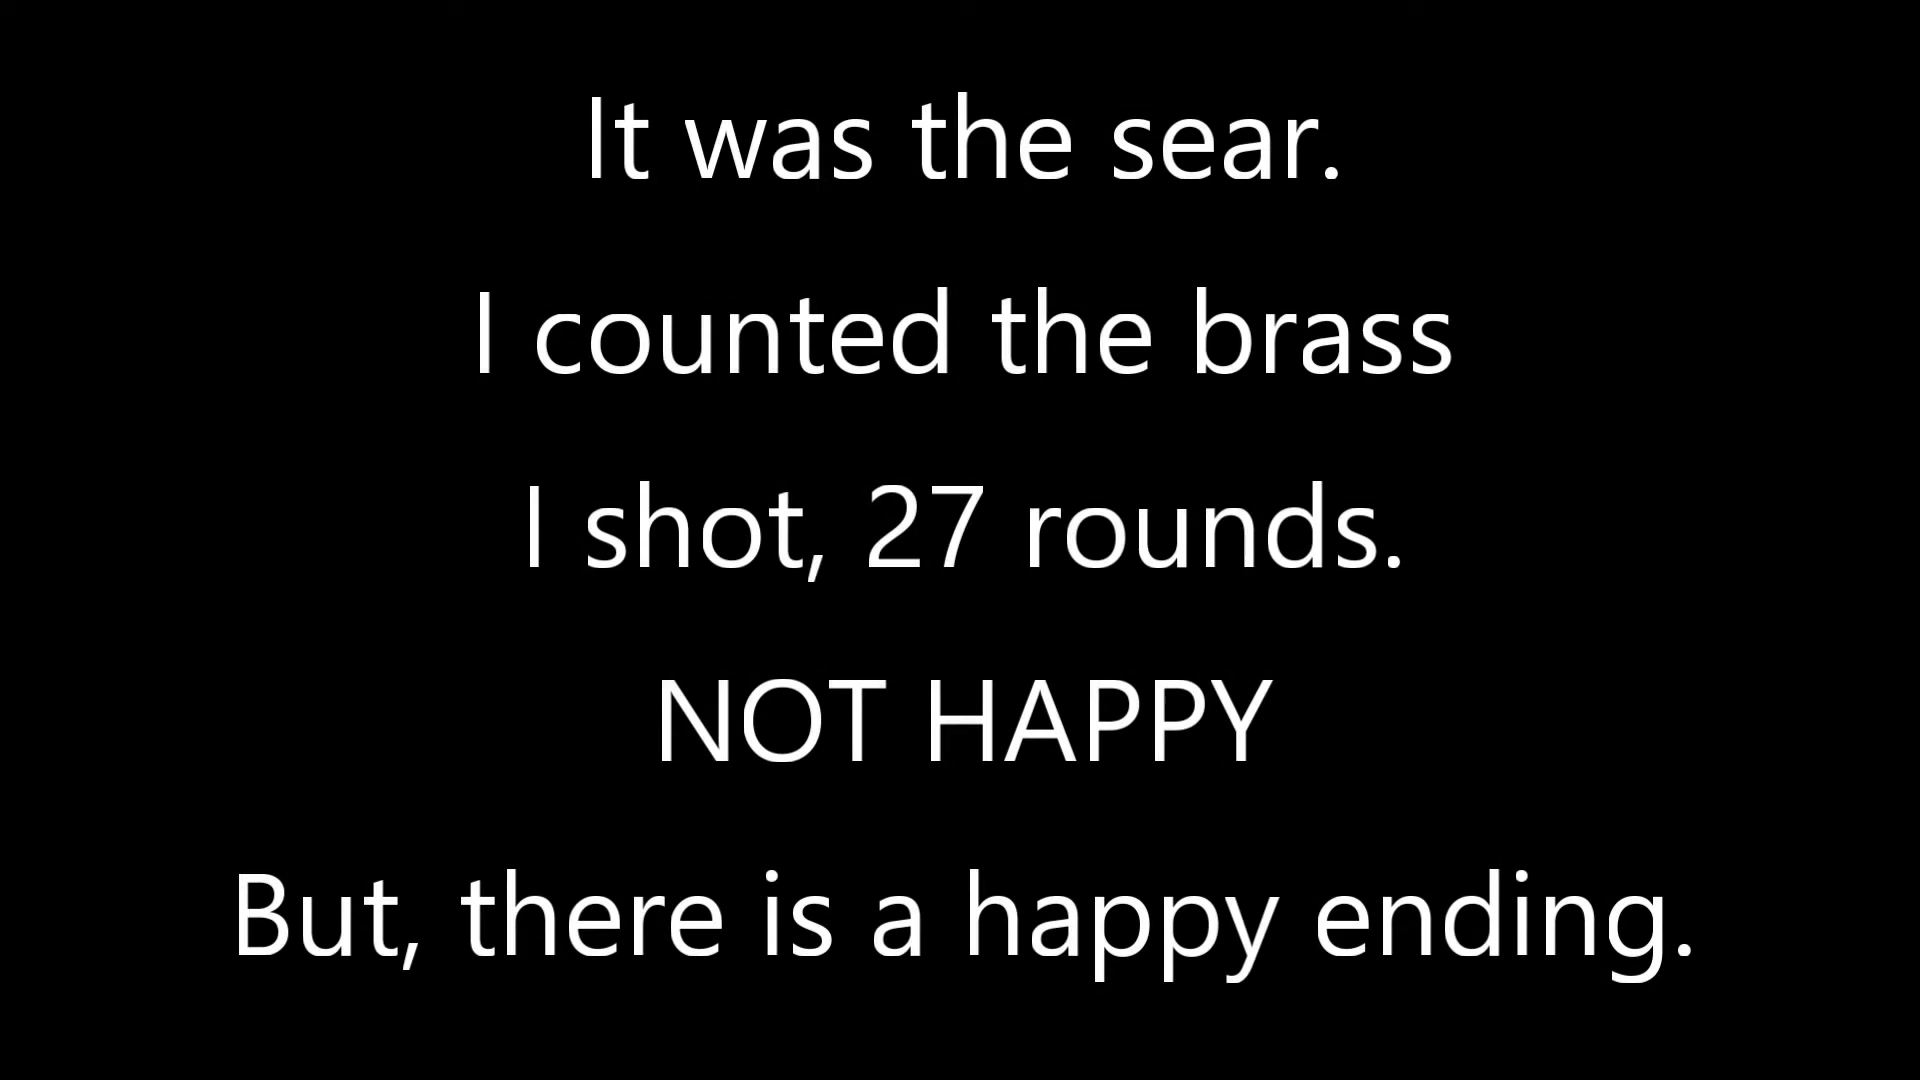 It was the sear.
I counted the brass
I shot, 27 rounds.
NOT HAPPY
But, there is a happy ending.